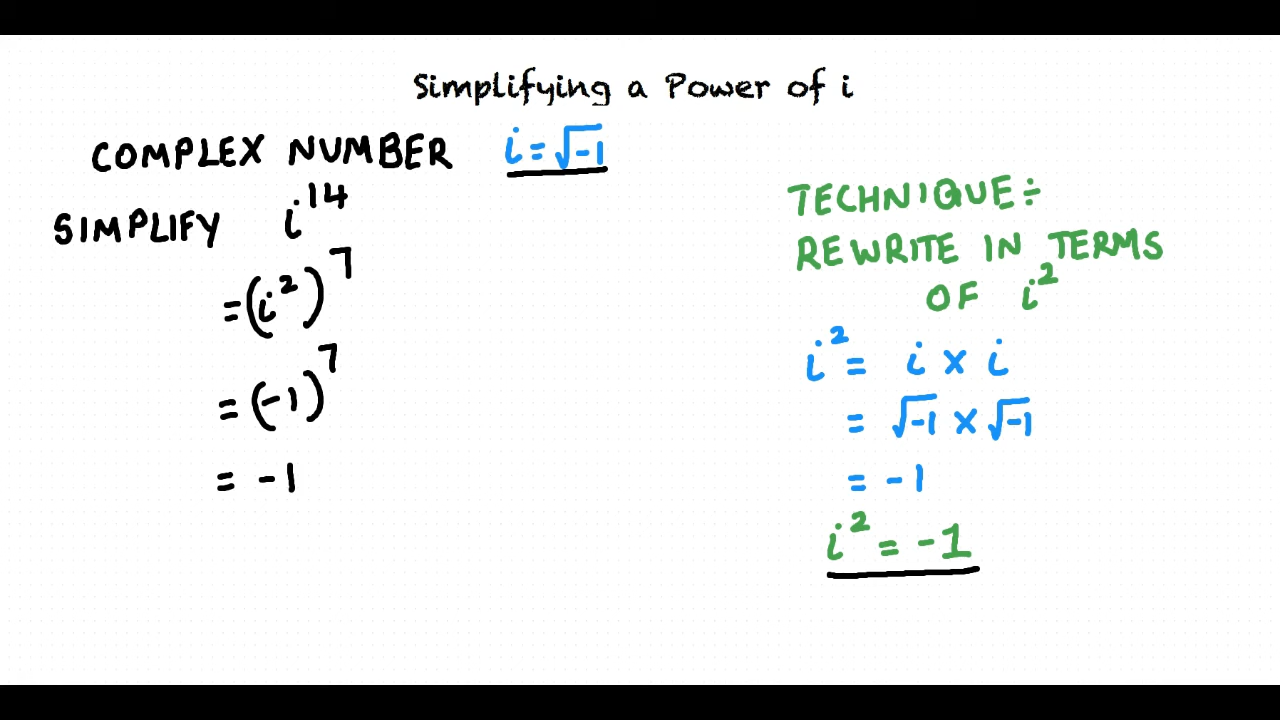 Simplifying a Power of i
COMPLEX NUMBER i = √-1
SIMPLIFY i¹⁴
= (i²)⁷
= (-1)⁷
= -1
TECHNIQUE ÷
REWRITE IN TERMS
OF i²
i² = i × i
= √-1 × √-1
= -1
i² = -1